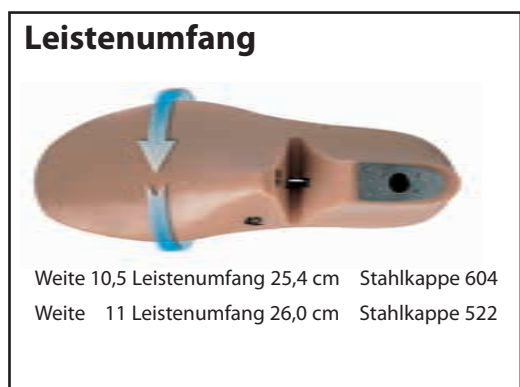 Leistenumfang
Weite 10,5 Leistenumfang 25,4 cm Stahlkappe 604
Weite 11 Leistenumfang 26,0 cm Stahlkappe 522